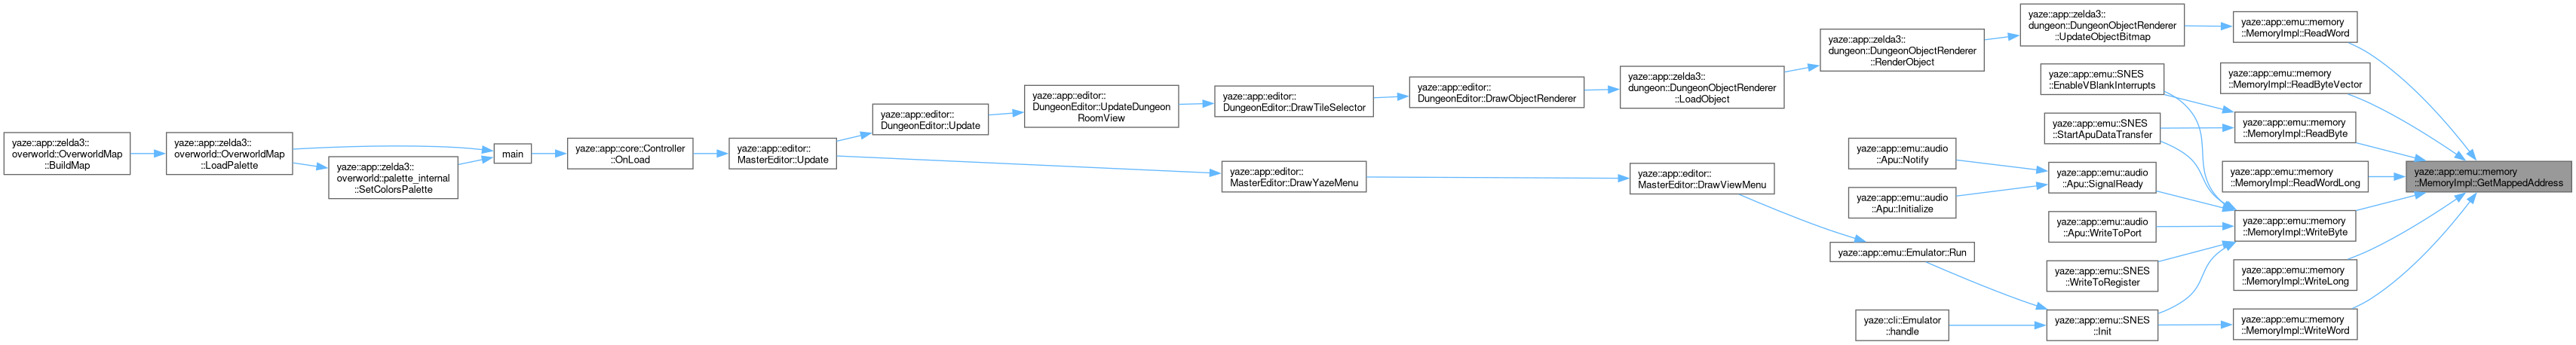 yaze::app::zelda3::
overworld::OverworldMap
::BuildMap
yaze::app::zelda3::
overworld::OverworldMap
::LoadPalette
yaze::app::zelda3::
overworld::palette_internal
::SetColorsPalette
main
yaze::app::core::Controller
::OnLoad
yaze::app::editor::
MasterEditor::Update
yaze::app::editor::
DungeonEditor::Update
yaze::app::editor::
DungeonEditor::UpdateDungeon
RoomView
yaze::app::editor::
DungeonEditor::DrawTileSelector
yaze::app::editor::
MasterEditor::DrawYazeMenu
yaze::app::editor::
DungeonEditor::DrawObjectRenderer
yaze::app::zelda3::
dungeon::DungeonObjectRenderer
::LoadObject
yaze::app::editor::
MasterEditor::DrawViewMenu
yaze::app::zelda3::
dungeon::DungeonObjectRenderer
::RenderObject
yaze::app::emu::audio
::Apu::Notify
yaze::app::emu::audio
::Apu::Initialize
yaze::app::emu::Emulator::Run
yaze::cli::Emulator
::handle
yaze::app::zelda3::
dungeon::DungeonObjectRenderer
::UpdateObjectBitmap
yaze::app::emu::SNES
::EnableVBlankInterrupts
yaze::app::emu::SNES
::StartApuDataTransfer
yaze::app::emu::audio
::Apu::SignalReady
yaze::app::emu::audio
::Apu::WriteToPort
yaze::app::emu::SNES
::WriteToRegister
yaze::app::emu::SNES
::Init
yaze::app::emu::memory
::MemoryImpl::ReadWord
yaze::app::emu::memory
::MemoryImpl::ReadByteVector
yaze::app::emu::memory
::MemoryImpl::ReadByte
yaze::app::emu::memory
::MemoryImpl::ReadWordLong
yaze::app::emu::memory
::MemoryImpl::WriteByte
yaze::app::emu::memory
::MemoryImpl::WriteLong
yaze::app::emu::memory
::MemoryImpl::WriteWord
yaze::app::emu::memory
::MemoryImpl::GetMappedAddress